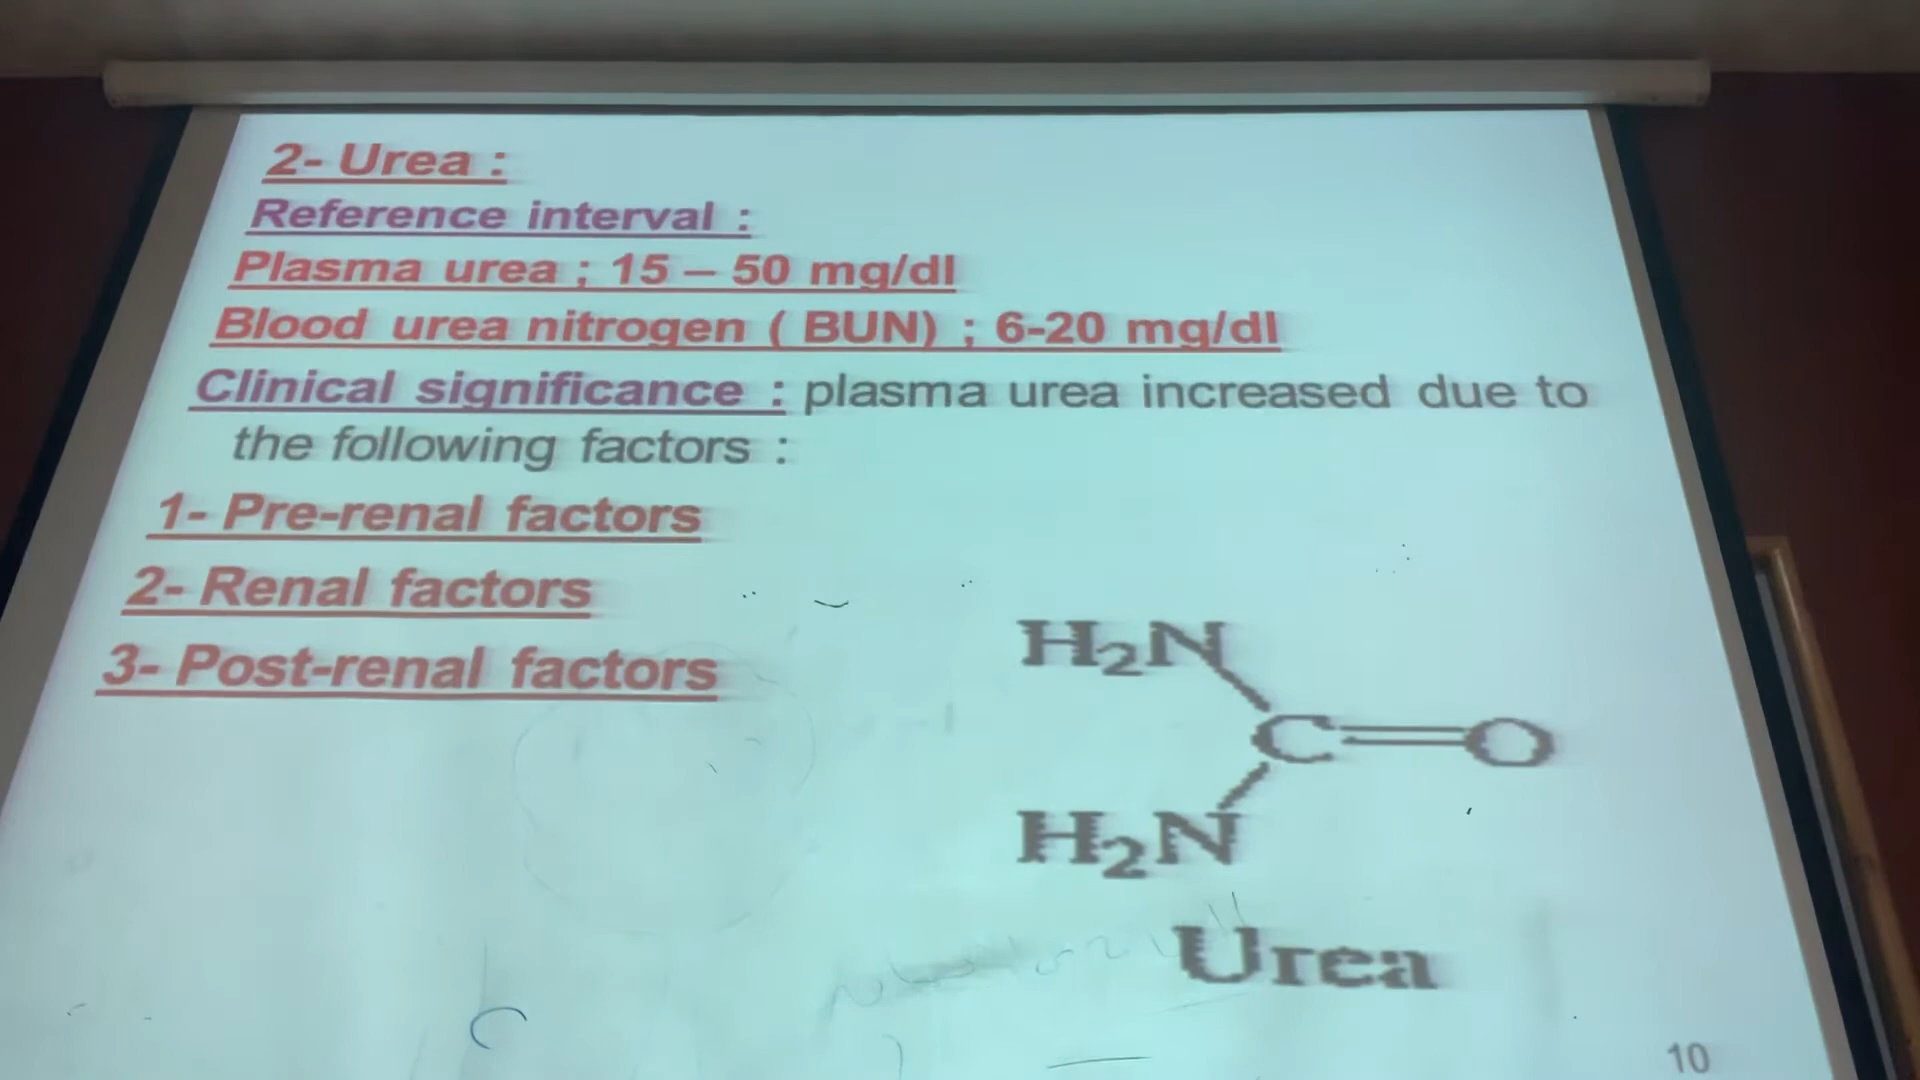 2- Urea :
Reference interval :
Plasma urea ; 15 – 50 mg/dl
Blood urea nitrogen ( BUN) ; 6-20 mg/dl
Clinical significance : plasma urea increased due to
the following factors :
1- Pre-renal factors
2- Renal factors
3- Post-renal factors
H₂N
C=O
H₂N
Urea
10